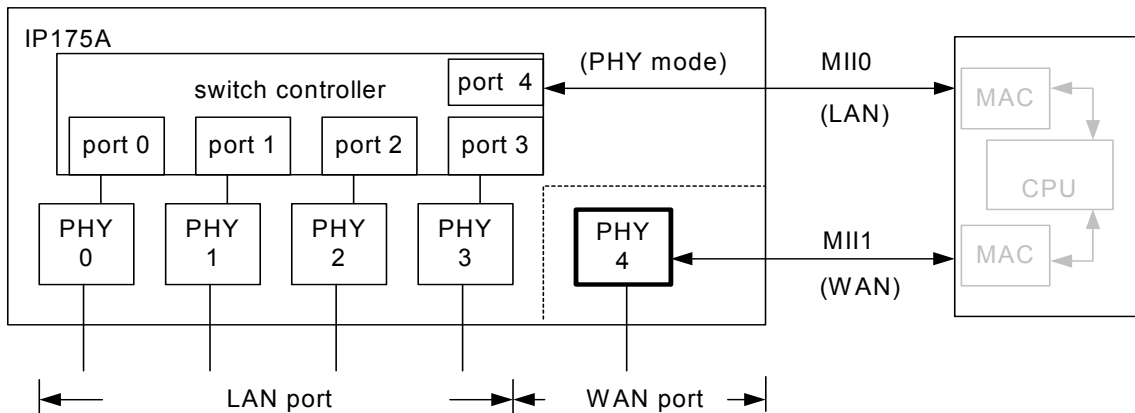 IP175A
switch controller
port 4
(PHY mode)
MII0
(LAN)
MAC
port 0
port 1
port 2
port 3
CPU
PHY
0
PHY
1
PHY
2
PHY
3
PHY
4
MII1
(WAN)
MAC
LAN port
WAN port